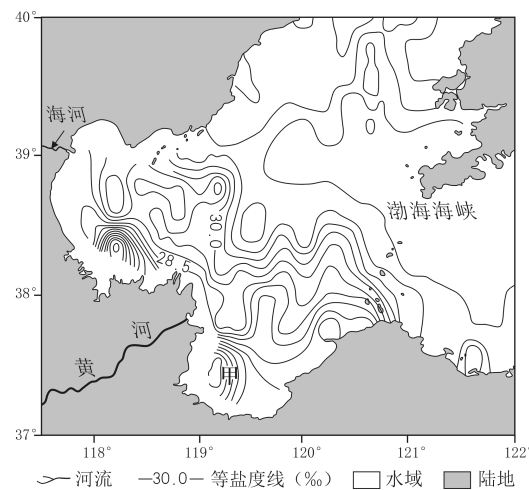 40°
海河
39°
渤海海峡
30.0
28.5
38°
河
黄
甲
37°
118° 119° 120° 121° 122°
河流 —30.0— 等盐度线(‰) 水域 陆地